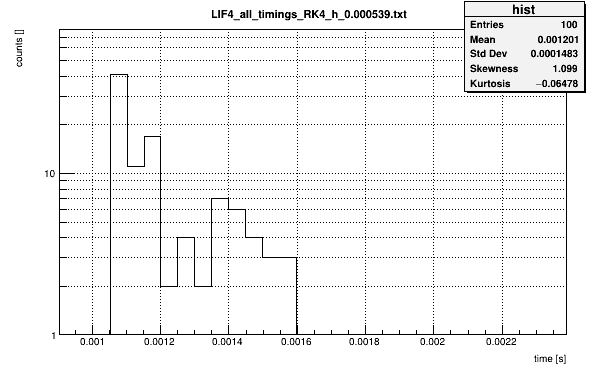 LIF4_all_timings_RK4_h_0.000539.txt
hist
Entries 100
Mean 0.001201
Std Dev 0.0001483
Skewness 1.099
Kurtosis −0.06478
counts []
10
1
0.001 0.0012 0.0014 0.0016 0.0018 0.002 0.0022
time [s]